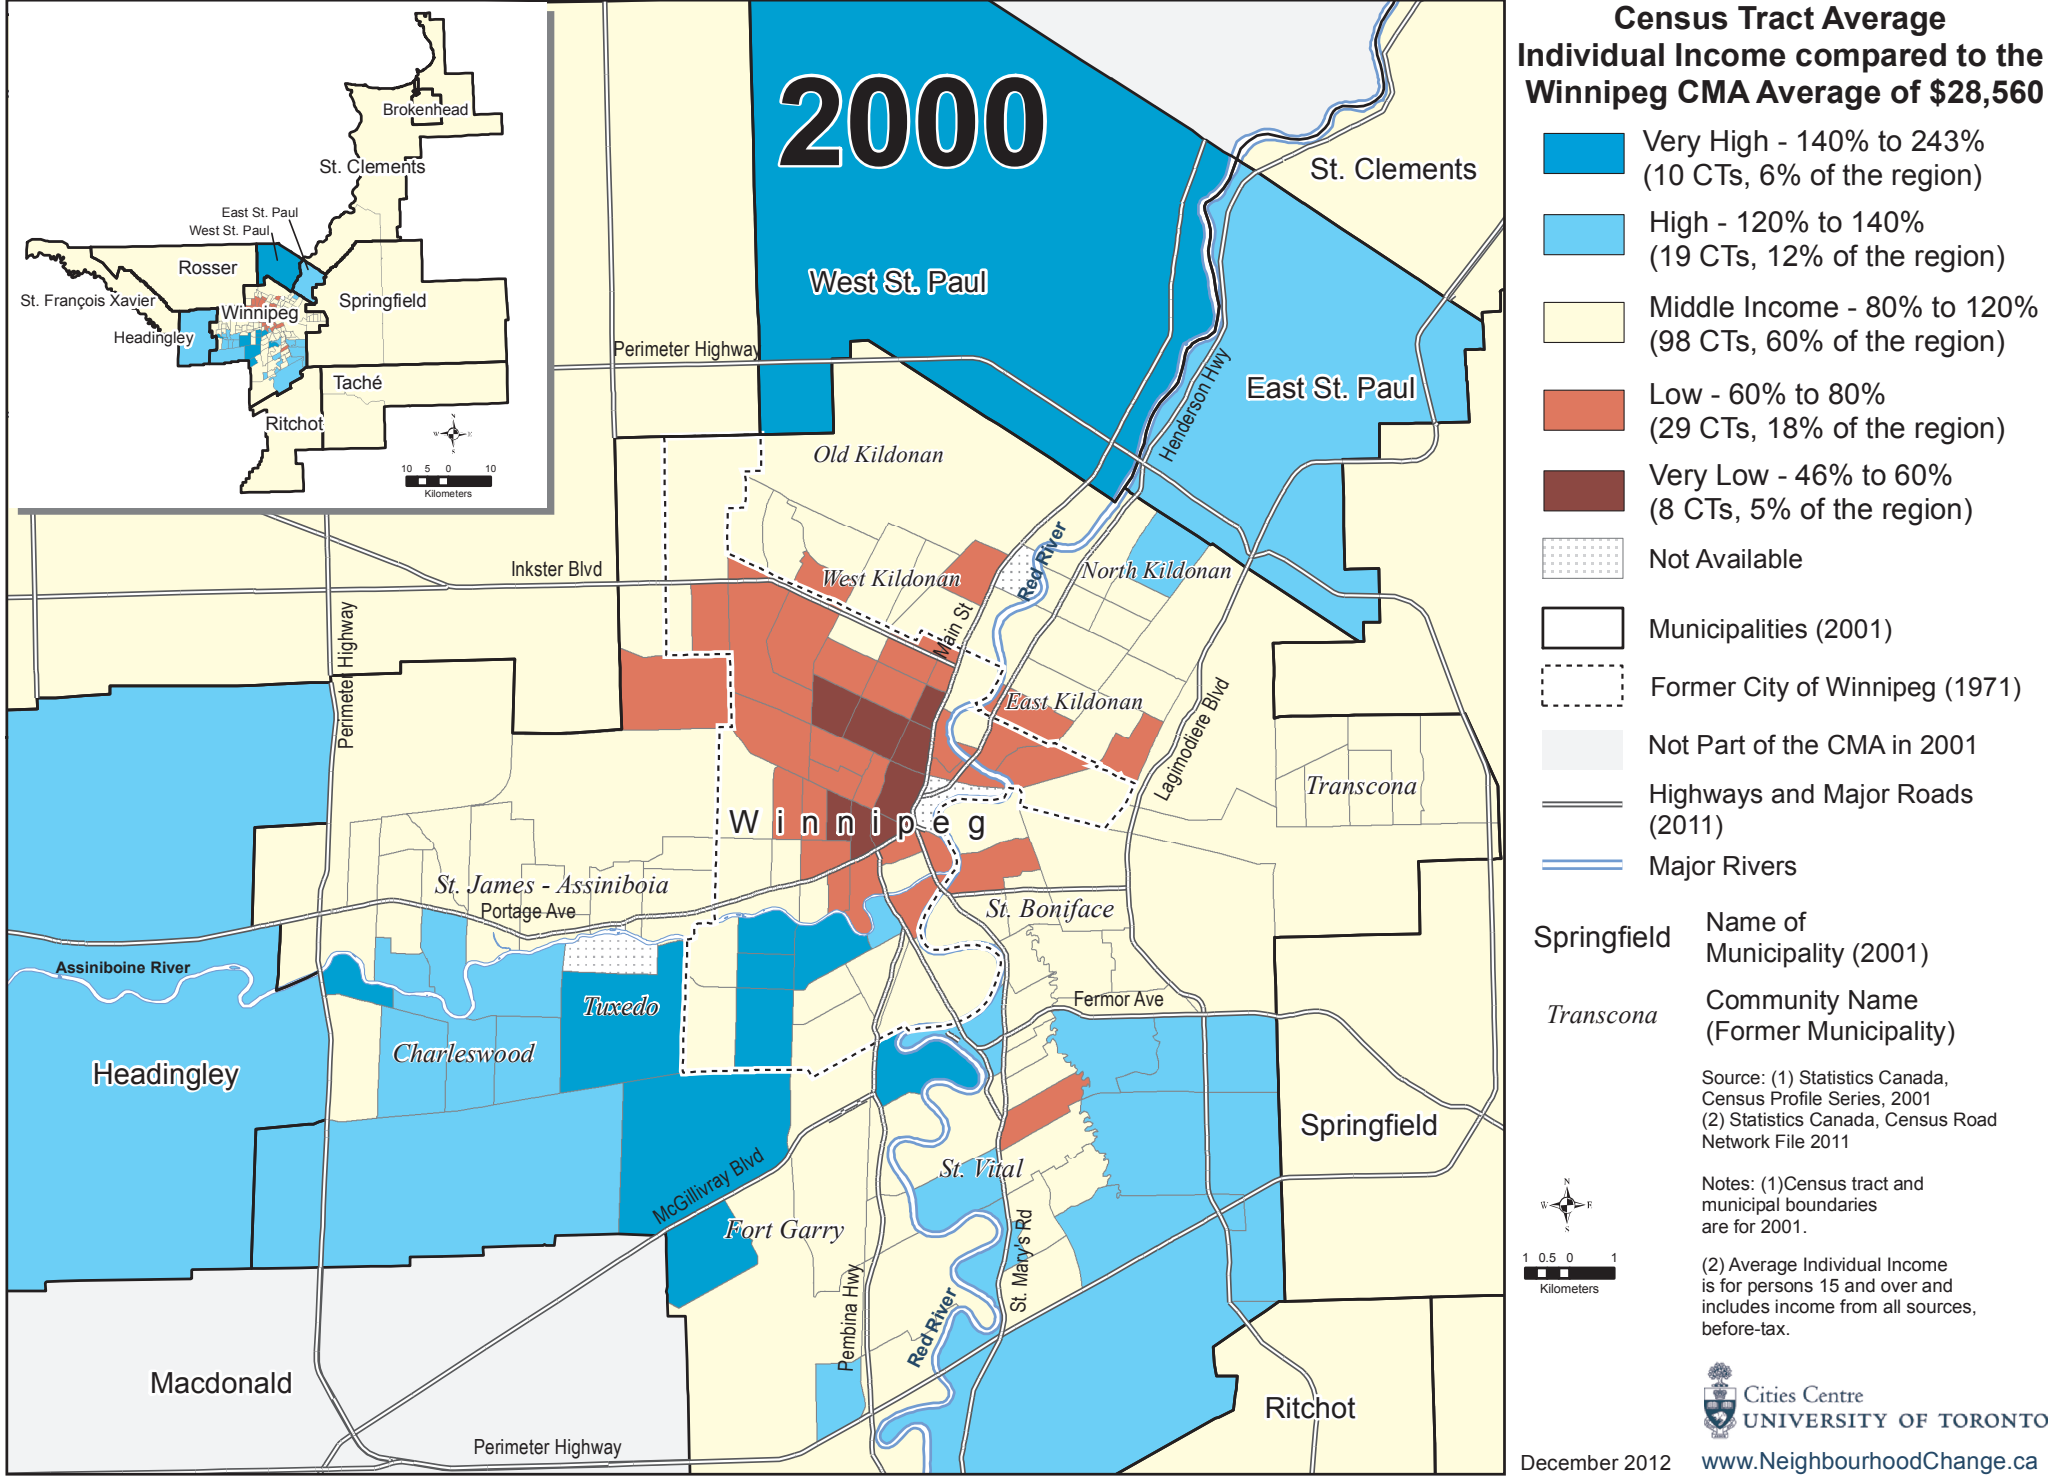 2000
Brokenhead
St. Clements
East St. Paul
West St. Paul
Rosser
St. François Xavier
Winnipeg
Springfield
Headingley
Taché
Ritchot
N
W E
S
10 5 0 10
Kilometers
St. Clements
West St. Paul
Perimeter Highway
East St. Paul
Henderson Hwy
Old Kildonan
Inkster Blvd
West Kildonan
Red River
North Kildonan
Perimeter Highway
Main St
East Kildonan
Lagimodiere Blvd
Transcona
Winnipeg
St. James - Assiniboia
Portage Ave
St. Boniface
Assiniboine River
Tuxedo
Fermor Ave
Charleswood
Headingley
Springfield
McGillivray Blvd
St. Vital
Fort Garry
St. Mary's Rd
Pembina Hwy
Red River
Macdonald
Ritchot
Perimeter Highway
Census Tract Average
Individual Income compared to the
Winnipeg CMA Average of $28,560
Very High - 140% to 243%
(10 CTs, 6% of the region)
High - 120% to 140%
(19 CTs, 12% of the region)
Middle Income - 80% to 120%
(98 CTs, 60% of the region)
Low - 60% to 80%
(29 CTs, 18% of the region)
Very Low - 46% to 60%
(8 CTs, 5% of the region)
Not Available
Municipalities (2001)
Former City of Winnipeg (1971)
Not Part of the CMA in 2001
Highways and Major Roads
(2011)
Major Rivers
Springfield
Name of
Municipality (2001)
Transcona
Community Name
(Former Municipality)
Source: (1) Statistics Canada,
Census Profile Series, 2001
(2) Statistics Canada, Census Road
Network File 2011
Notes: (1)Census tract and
municipal boundaries
are for 2001.
(2) Average Individual Income
is for persons 15 and over and
includes income from all sources,
before-tax.
N
W E
S
1 0.5 0 1
Kilometers
Cities Centre
UNIVERSITY OF TORONTO
December 2012
www.NeighbourhoodChange.ca